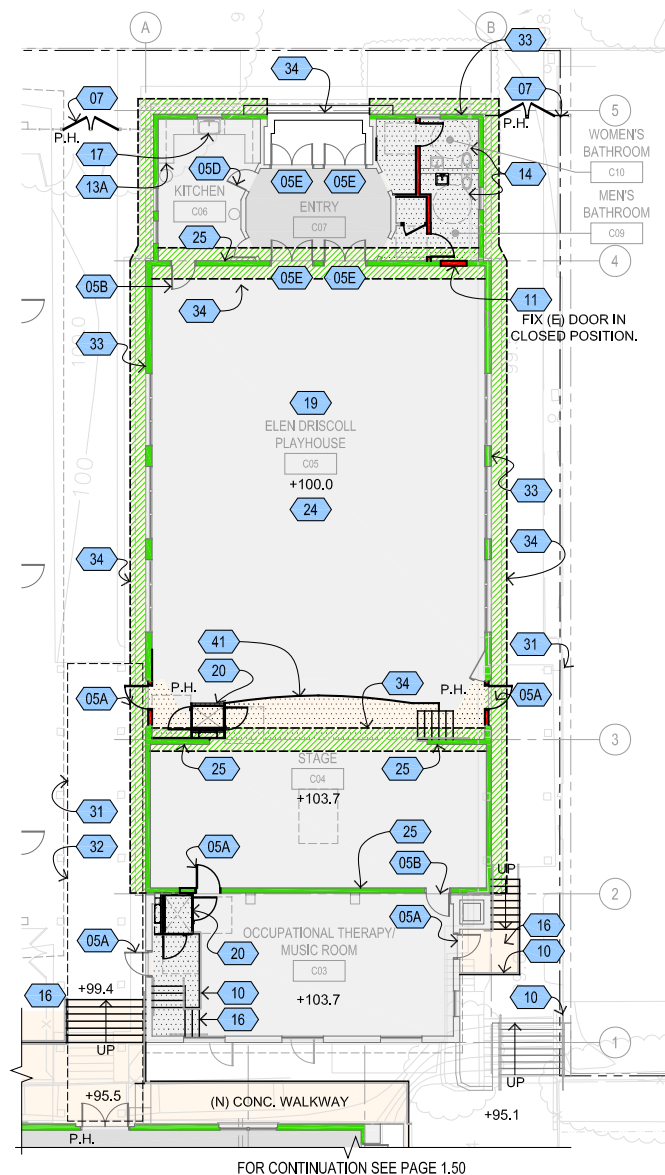 A
B
33
34
07
07
5
P.H.
P.H.
17
WOMEN'S
BATHROOM
C10
05D
13A
KITCHEN
C06
05E
05E
14
MEN'S
BATHROOM
C09
ENTRY
C07
25
4
05B
05E
05E
11
34
FIX (E) DOOR IN
CLOSED POSITION.
33
19
ELEN DRISCOLL
PLAYHOUSE
C05
+100.0
24
33
100
100
34
34
41
20
34
31
P.H.
P.H.
05A
05A
3
25
STAGE
C04
25
+103.7
31
32
05A
25
05B
UP
2
05A
16
05A
OCCUPATIONAL THERAPY/
MUSIC ROOM
C03
20
10
+103.7
16
+99.4
10
16
10
UP
1
UP
+95.5
(N) CONC. WALKWAY
+95.1
P.H.
FOR CONTINUATION SEE PAGE 1.50